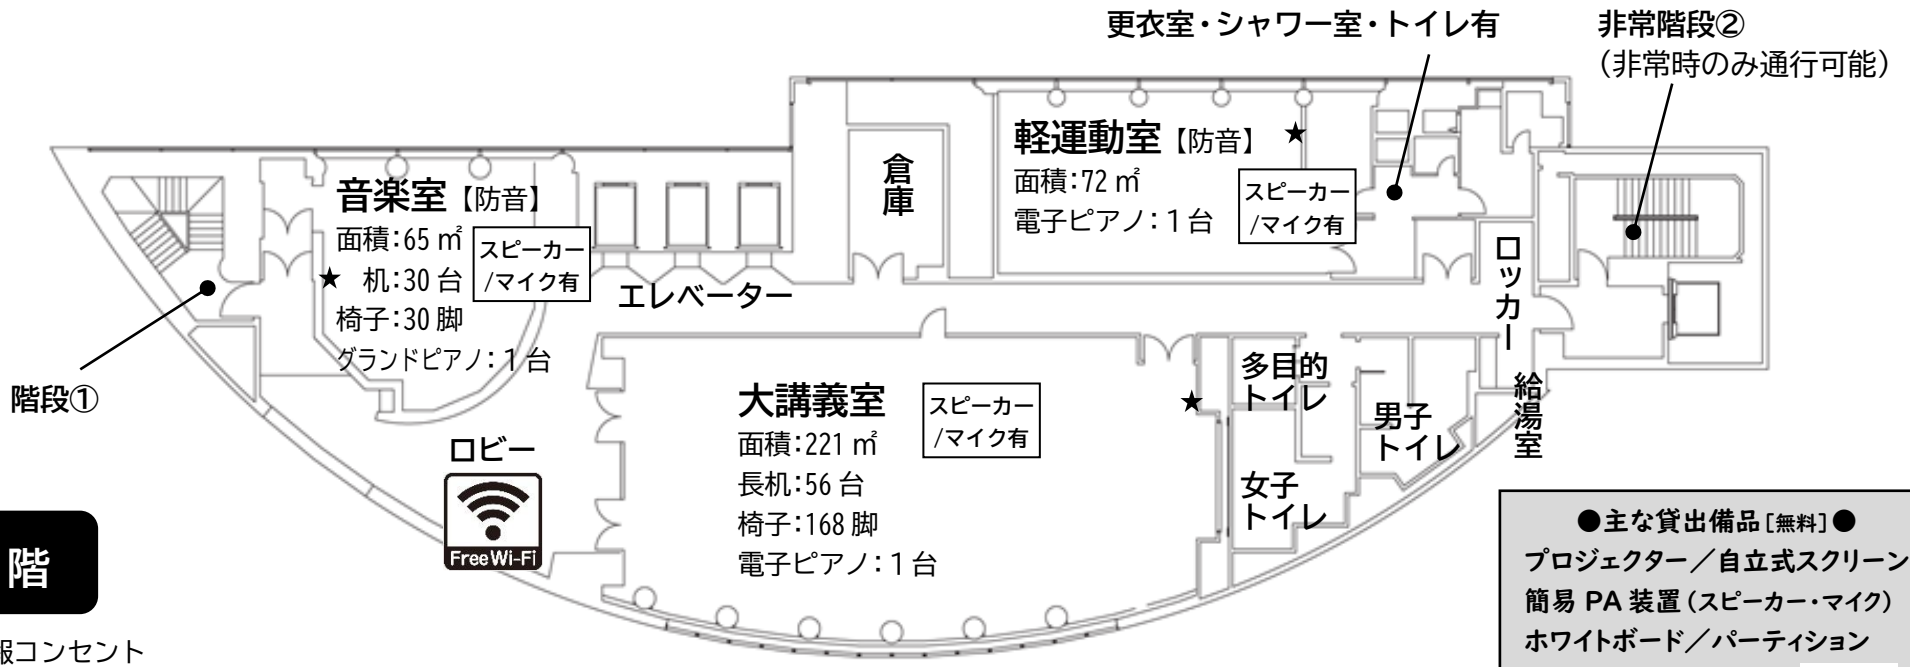 更衣室・シャワー室・トイレ有
非常階段②
(非常時のみ通行可能)
音楽室【防音】
面積:65㎡
★ 机:30台
椅子:30脚
グランドピアノ:1台
スピーカー
/マイク有
エレベーター
倉庫
軽運動室【防音】 ★
面積:72㎡
電子ピアノ:1台
スピーカー
/マイク有
ロッカー
給湯室
階段①
ロビー
Free Wi-Fi
大講義室
面積:221㎡
長机:56台
椅子:168脚
電子ピアノ:1台
スピーカー
/マイク有
★
多目的
トイレ
男子
トイレ
女子
トイレ
階
報コンセント
●主な貸出備品[無料]●
プロジェクター/自立式スクリーン
簡易PA装置(スピーカー・マイク)
ホワイトボード/パーティション